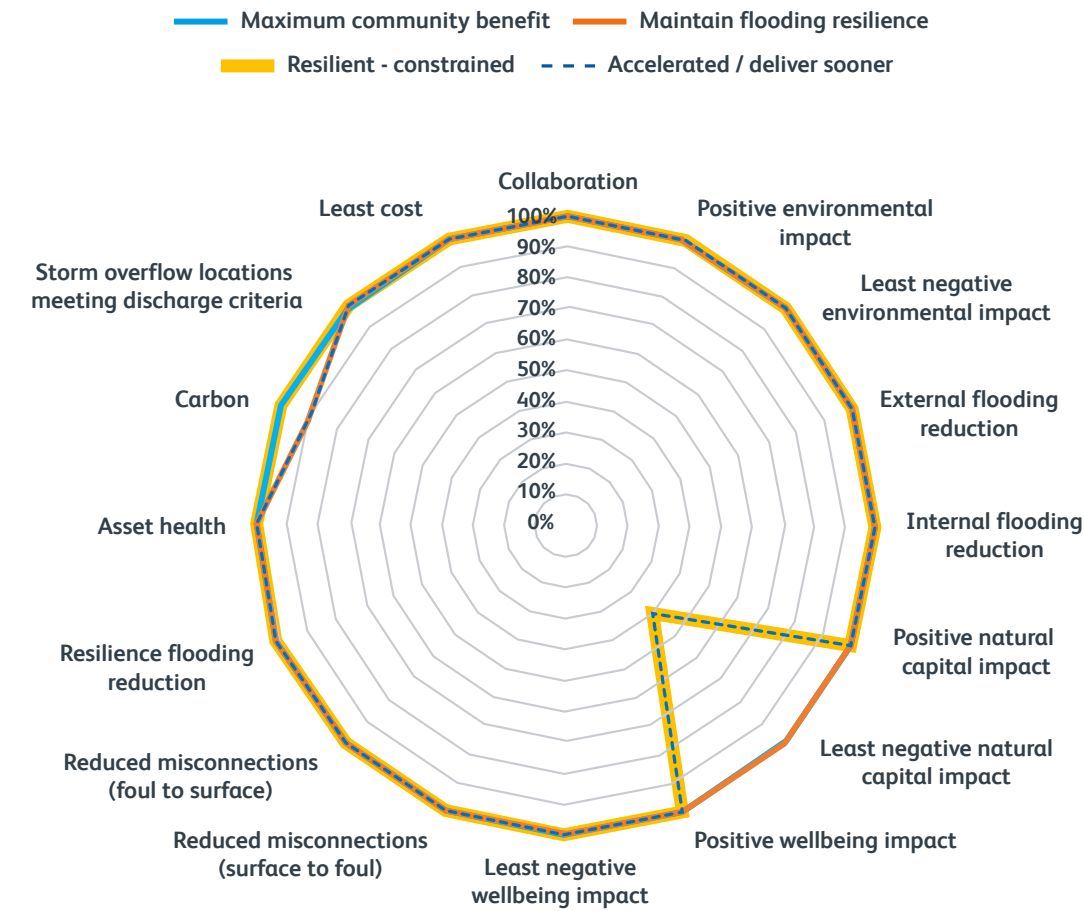 Maximum community benefit
Maintain flooding resilience
Resilient - constrained
Accelerated / deliver sooner
Collaboration
Least cost
Positive environmental
impact
Storm overflow locations
meeting discharge criteria
Least negative
environmental impact
Carbon
External flooding
reduction
Asset health
Internal flooding
reduction
Resilience flooding
reduction
Positive natural
capital impact
Reduced misconnections
(foul to surface)
Least negative natural
capital impact
Reduced misconnections
(surface to foul)
Least negative
wellbeing impact
Positive wellbeing impact
100%
90%
80%
70%
60%
50%
40%
30%
20%
10%
0%